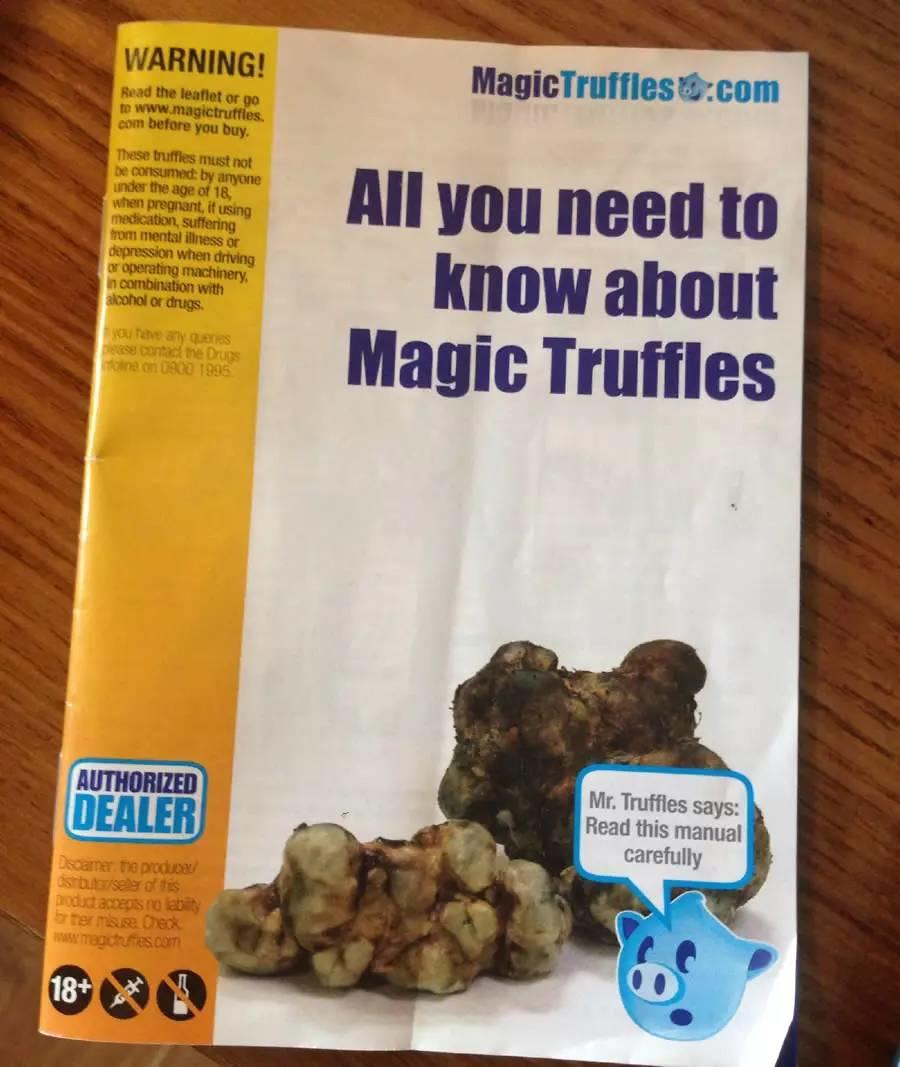 WARNING!
Read the leaflet or go
to www.magictruffles.
com before you buy.
These truffles must not
be consumed: by anyone
under the age of 18,
when pregnant, if using
medication, suffering
from mental illness or
depression when driving
or operating machinery,
in combination with
alcohol or drugs.
If you have any queries
please contact the Drugs
Infoline on 0900 1995.
MagicTruffles.com
All you need to
know about
Magic Truffles
AUTHORIZED
DEALER
Disclaimer: the producer/
distributor/seller of this
product accepts no liability
for their misuse. Check.
www.magictruffles.com
18+
Mr. Truffles says:
Read this manual
carefully